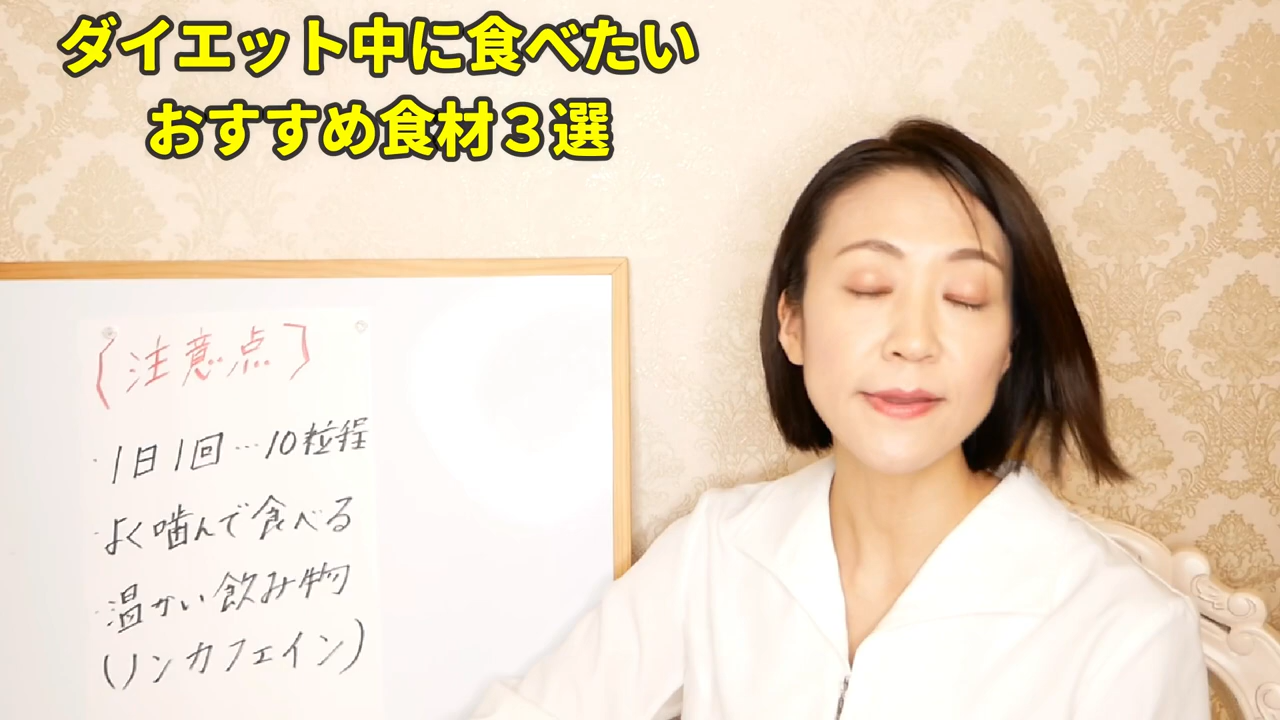 ダイエット中に食べたい
おすすめ食材３選
〔注意点〕
・1日1回…10粒程
・よく噛んで食べる
・温かい飲み物
(ノンカフェイン)